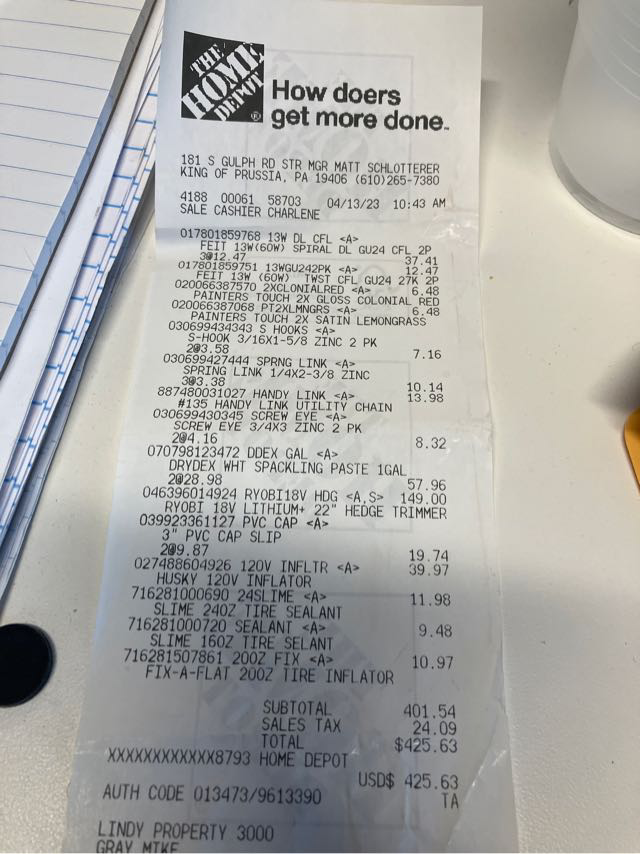 THE
HOME
DEPOT
®
How doers
get more done™
181 S GULPH RD STR MGR MATT SCHLOTTERER
KING OF PRUSSIA, PA 19406 (610)265-7380
4188 00061 58703 04/13/23 10:43 AM
SALE CASHIER CHARLENE
017801859768 13W DL CFL <A>
FEIT 13W(60W) SPIRAL DL GU24 CFL 2P
3@12.47 37.41
017801859751 13WGU242PK <A> 12.47
FEIT 13W (60W) TWST CFL GU24 27K 2P
020066387570 2XCLONIALRED <A> 6.48
PAINTERS TOUCH 2X GLOSS COLONIAL RED
020066387068 PT2XLMNGRS <A> 6.48
PAINTERS TOUCH 2X SATIN LEMONGRASS
030699434343 S HOOKS <A>
S-HOOK 3/16X1-5/8 ZINC 2 PK
2@3.58 7.16
030699427444 SPRNG LINK <A>
SPRING LINK 1/4X2-3/8 ZINC
3@3.38 10.14
887480031027 HANDY LINK <A> 13.98
#135 HANDY LINK UTILITY CHAIN
030699430345 SCREW EYE <A>
SCREW EYE 3/4X3 ZINC 2 PK
2@4.16 8.32
070798123472 DDEX GAL <A>
DRYDEX WHT SPACKLING PASTE 1GAL
2@28.98 57.96
046396014924 RYOBI18V HDG <A,S> 149.00
RYOBI 18V LITHIUM+ 22" HEDGE TRIMMER
039923361127 PVC CAP <A>
3" PVC CAP SLIP
2@9.87 19.74
027488604926 120V INFLTR <A> 39.97
HUSKY 120V INFLATOR
716281000690 24SLIME <A> 11.98
SLIME 24OZ TIRE SEALANT
716281000720 SEALANT <A> 9.48
SLIME 16OZ TIRE SELANT
716281507861 20OZ FIX <A> 10.97
FIX-A-FLAT 20OZ TIRE INFLATOR
SUBTOTAL 401.54
SALES TAX 24.09
TOTAL $425.63
XXXXXXXXXXXX8793 HOME DEPOT
USD$ 425.63
AUTH CODE 013473/9613390 TA
LINDY PROPERTY 3000
GRAY MIKE